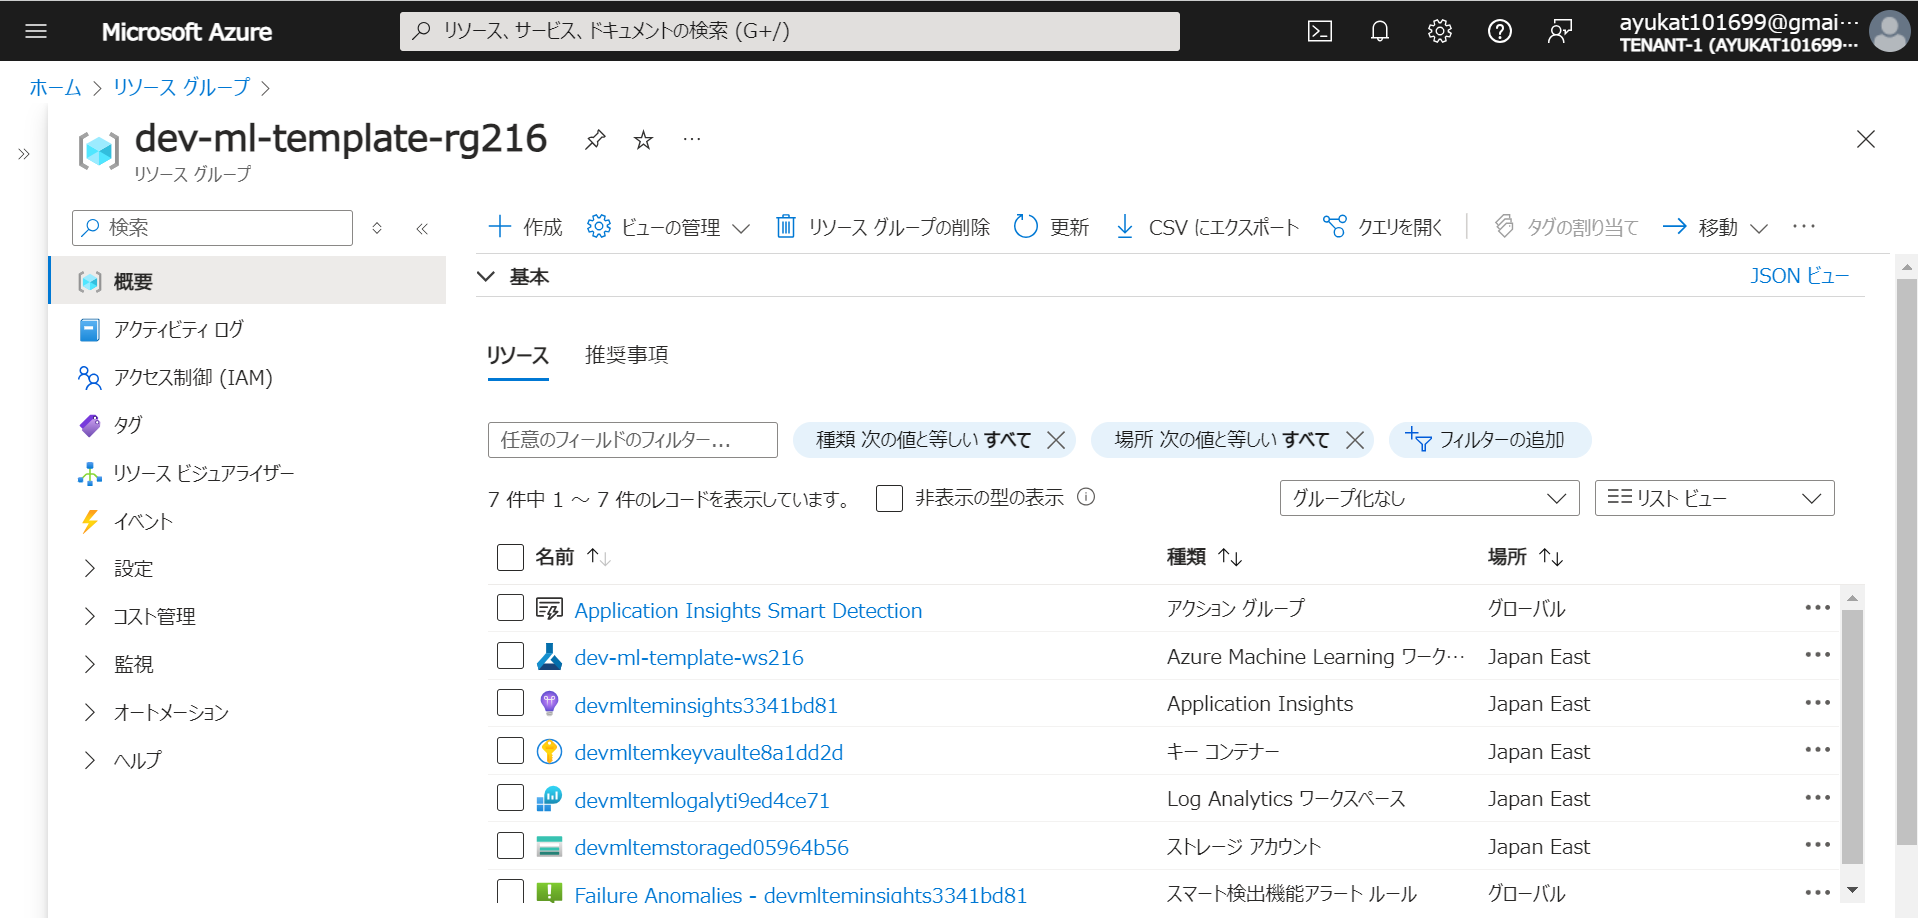 Microsoft Azure
リソース、サービス、ドキュメントの検索 (G+/)
ayukat101699@gmai…
TENANT-1 (AYUKAT101699…
ホーム > リソース グループ >
dev-ml-template-rg216
リソース グループ
検索
概要
アクティビティ ログ
アクセス制御 (IAM)
タグ
リソース ビジュアライザー
イベント
設定
コスト管理
監視
オートメーション
ヘルプ
作成 ビューの管理 リソース グループの削除 更新 CSV にエクスポート クエリを開く タグの割り当て 移動
基本 JSON ビュー
リソース 推奨事項
任意のフィールドのフィルター... 種類 次の値と等しい すべて 場所 次の値と等しい すべて フィルターの追加
7 件中 1 ～ 7 件のレコードを表示しています。 非表示の型の表示 グループ化なし リスト ビュー
名前 種類 場所
Application Insights Smart Detection アクション グループ グローバル
dev-ml-template-ws216 Azure Machine Learning ワーク… Japan East
devmlteminsights3341bd81 Application Insights Japan East
devmltemkeyvaulte8a1dd2d キー コンテナー Japan East
devmltemlogalyti9ed4ce71 Log Analytics ワークスペース Japan East
devmltemstoraged05964b56 ストレージ アカウント Japan East
Failure Anomalies - devmlteminsights3341bd81 スマート検出機能アラート ルール グローバル